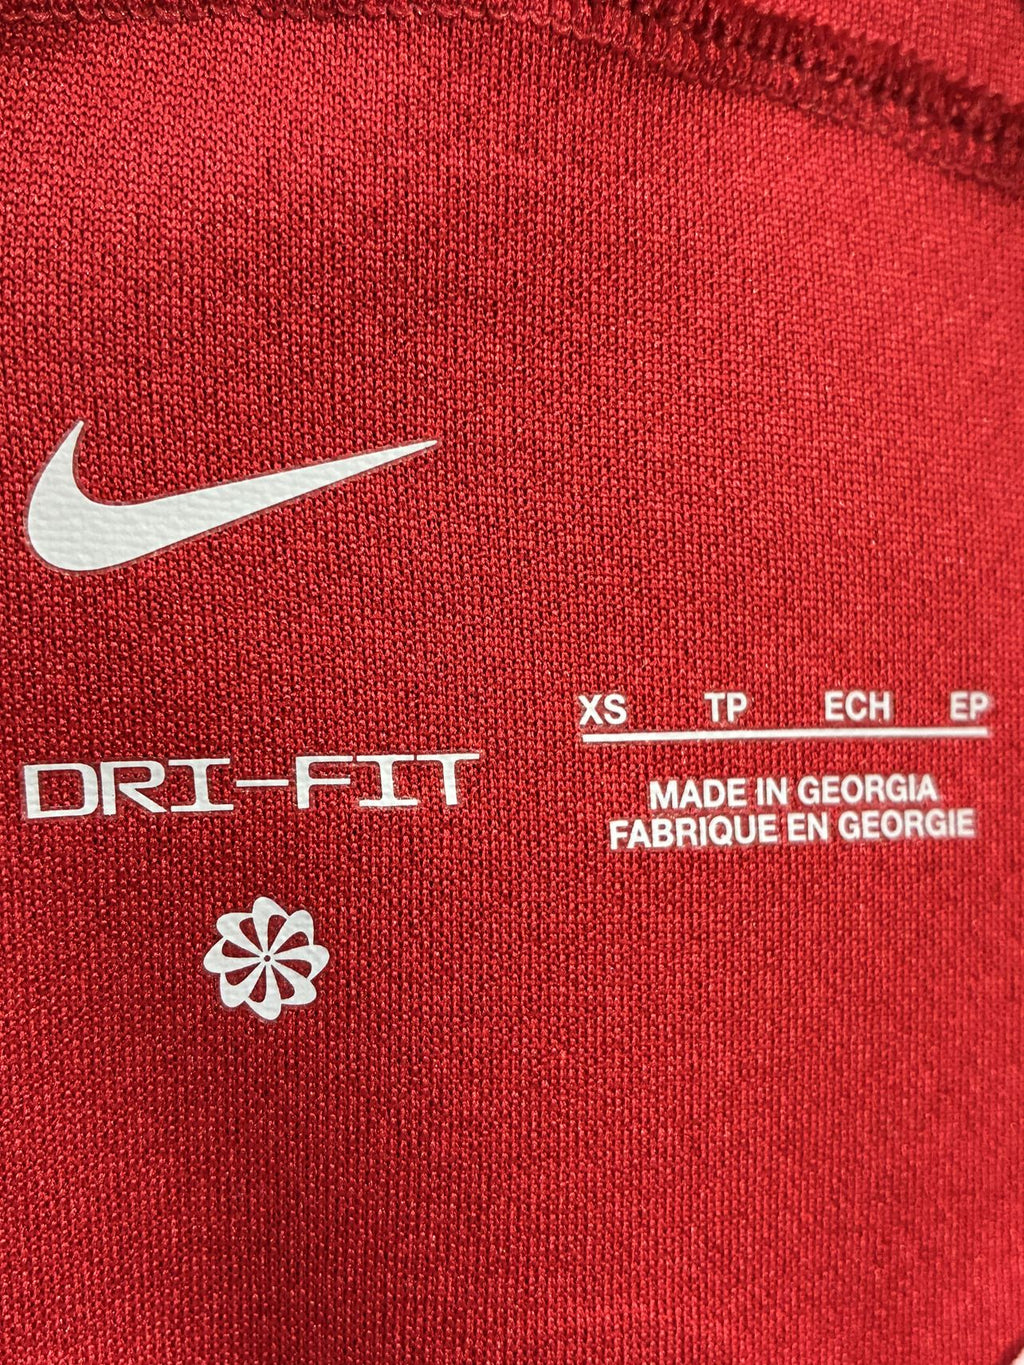 DRI-FIT
XS TP ECH EP
MADE IN GEORGIA
FABRIQUE EN GEORGIE